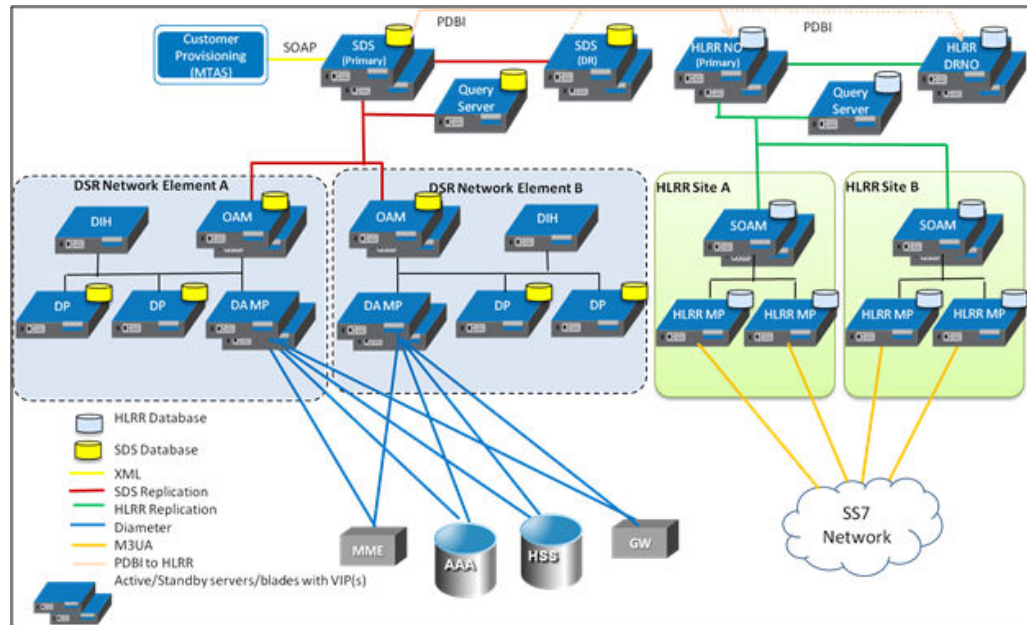 PDBI
PDBI
Customer
Provisioning
(MTAS)
SOAP
SDS
(Primary)
SDS
(DR)
HLRR NO
(Primary)
HLRR
DRNO
Query
Server
Query
Server
DSR Network Element A
DSR Network Element B
HLRR Site A
HLRR Site B
DIH
OAM
OAM
DIH
SOAM
SOAM
DP
DP
DA MP
DA MP
DP
DP
HLRR MP
HLRR MP
HLRR MP
HLRR MP
HLRR Database
SDS Database
XML
SDS Replication
HLRR Replication
Diameter
M3UA
PDBI to HLRR
Active/Standby servers/blades with VIP(s)
MME
AAA
HSS
GW
SS7
Network